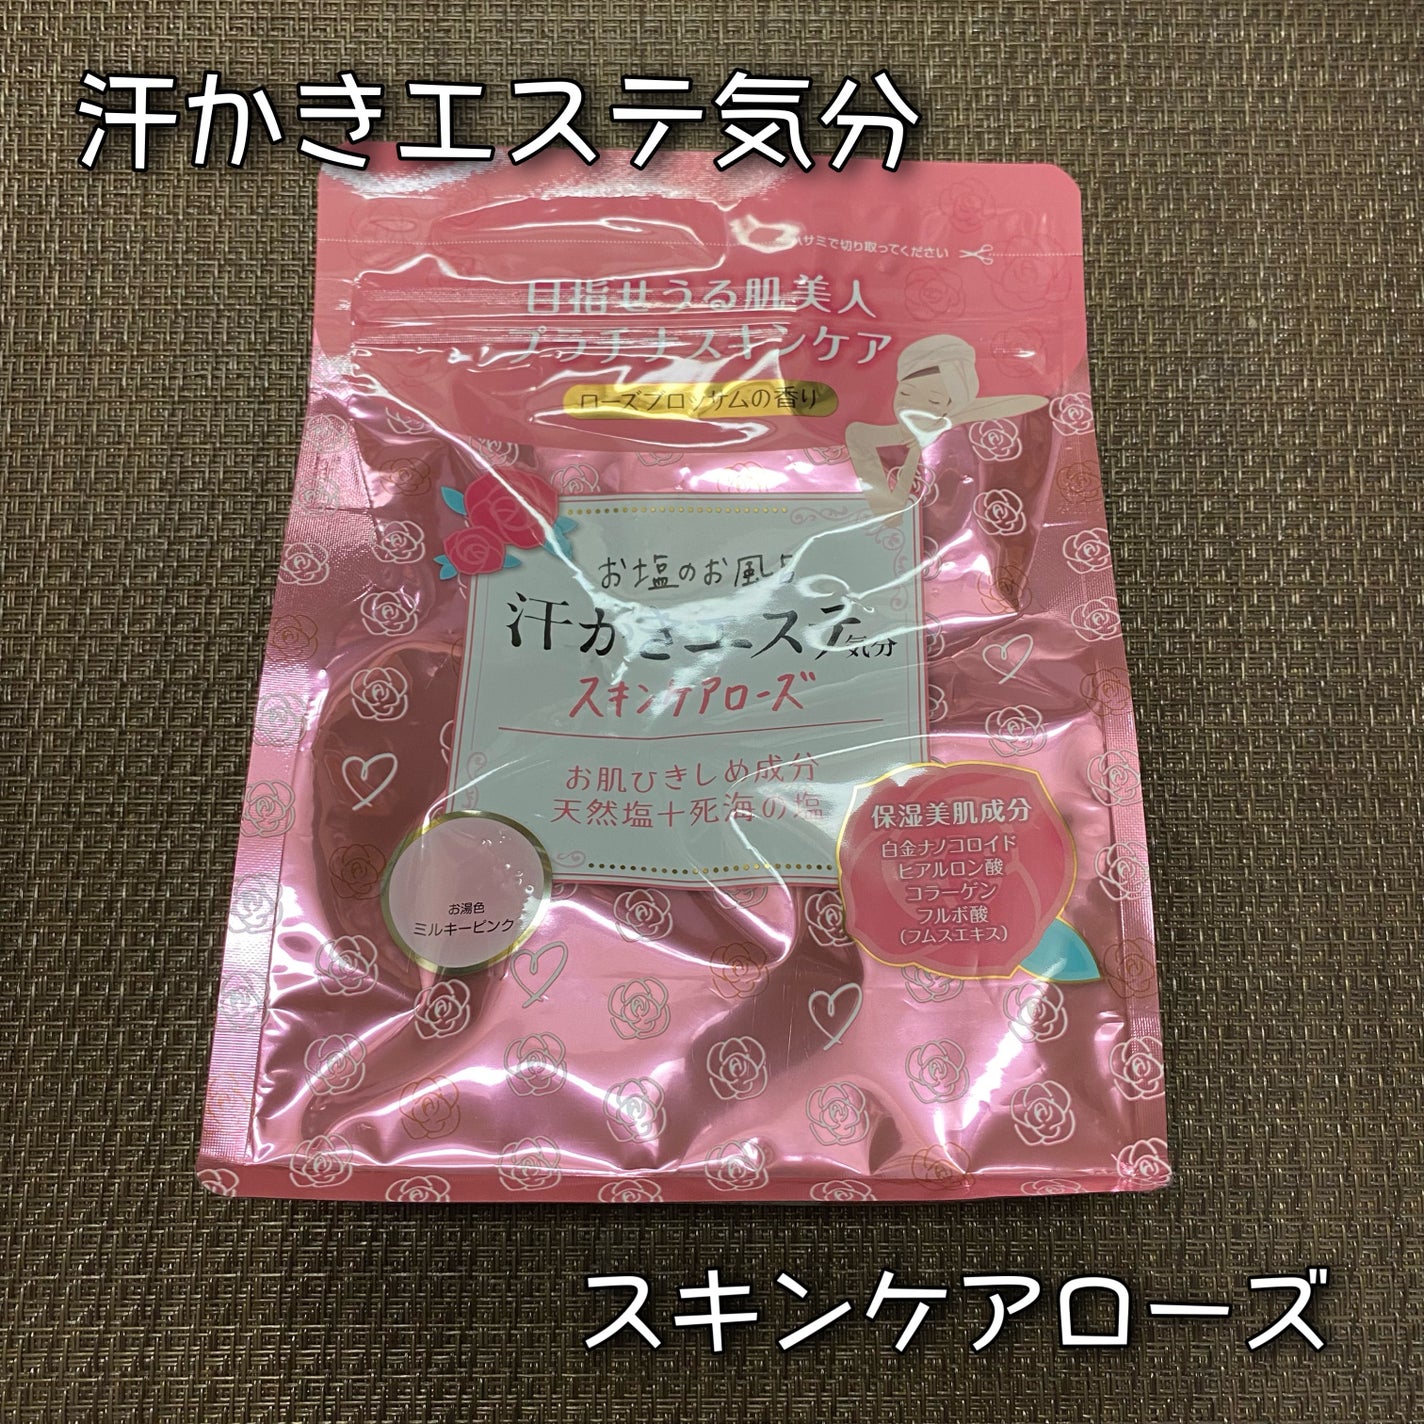 汗かきエステ気分
ハサミで切り取ってください
目指せうる肌美人
プラチナスキンケア
ローズブロッサムの香り
お塩のお風呂
汗かきエステ気分
スキンケアローズ
お肌ひきしめ成分
天然塩+死海の塩
保湿美肌成分
白金ナノコロイド
ヒアルロン酸
コラーゲン
フルボ酸
(フムスエキス)
お湯色
ミルキーピンク
スキンケアローズ